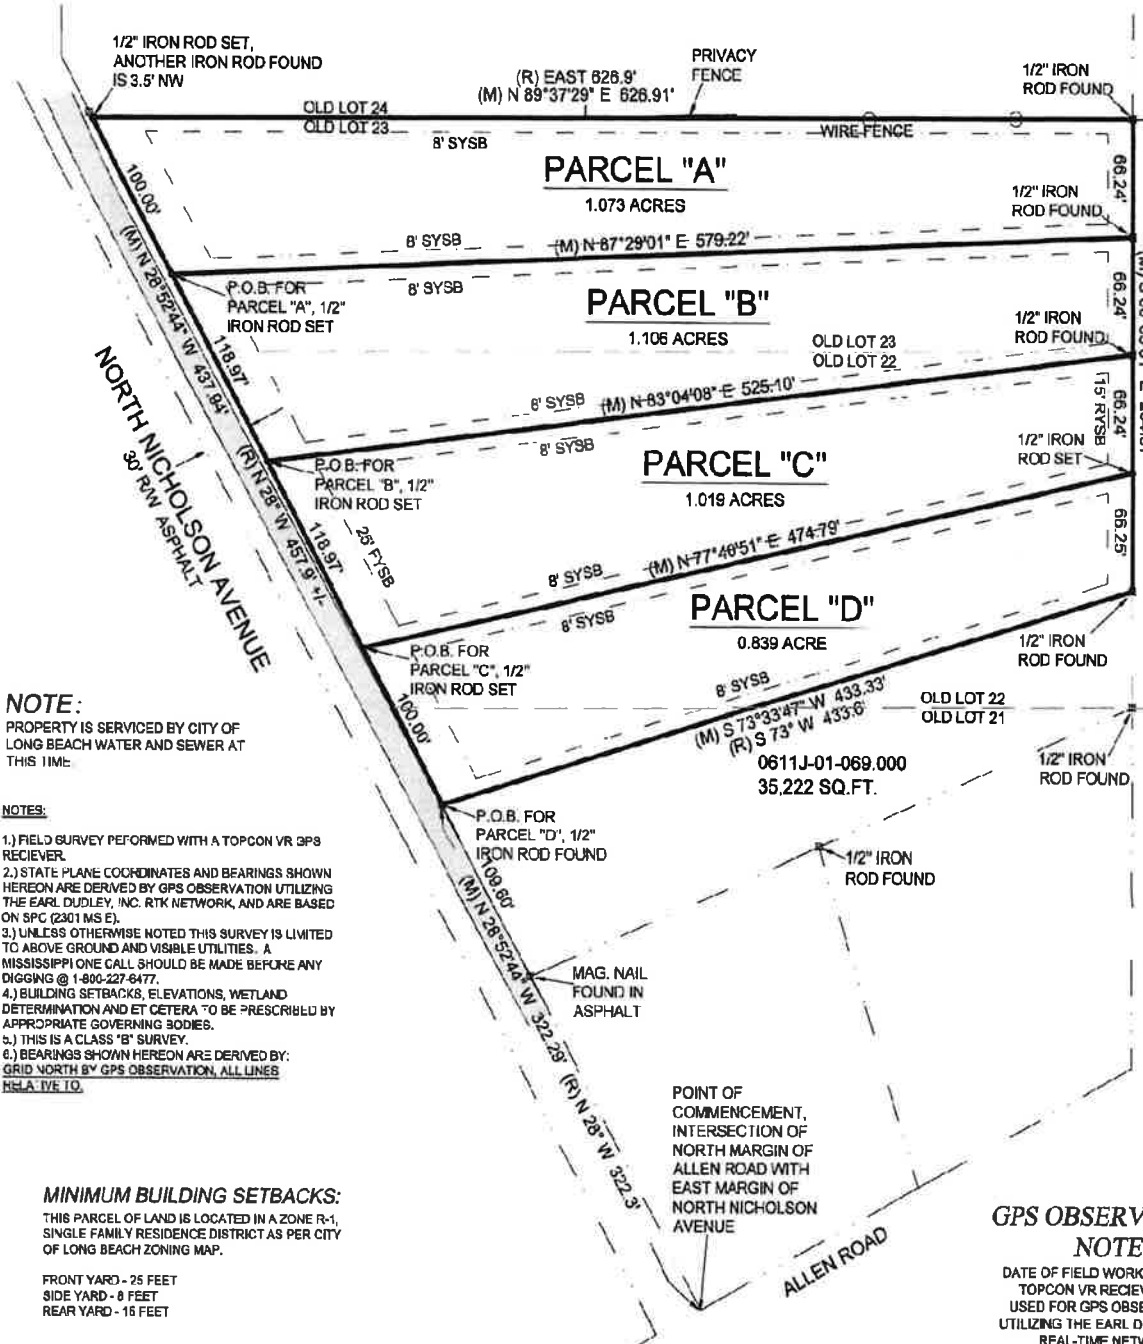 1/2" IRON ROD SET,
ANOTHER IRON ROD FOUND
IS 3.5' NW
(R) EAST 626.9'
(M) N 89°37'29" E 626.91'
PRIVACY
FENCE
1/2" IRON
ROD FOUND
OLD LOT 24
OLD LOT 23
8' SYSB
WIRE FENCE
PARCEL "A"
1.073 ACRES
100.00'
66.24'
1/2" IRON
ROD FOUND
8' SYSB
(M) N 87°29'01" E 579.22'
8' SYSB
P.O.B. FOR
PARCEL "A", 1/2"
IRON ROD SET
PARCEL "B"
1.106 ACRES
66.24'
1/2" IRON
ROD FOUND
OLD LOT 23
OLD LOT 22
(M) N 28°52'44" W 437.94'
118.97'
8' SYSB
(M) N 83°04'08" E 525.10'
8' SYSB
NORTH NICHOLSON AVENUE
30' R/W ASPHALT
(R) N 28° W 457.9' +/-
P.O.B. FOR
PARCEL "B", 1/2"
IRON ROD SET
PARCEL "C"
1.019 ACRES
15' RYSB
66.24'
1/2" IRON
ROD SET
118.97'
25' FYSB
8' SYSB
(M) N 77°46'51" E 474.79'
8' SYSB
P.O.B. FOR
PARCEL "C", 1/2"
IRON ROD SET
PARCEL "D"
0.839 ACRE
66.25'
1/2" IRON
ROD FOUND
100.00'
8' SYSB
(M) S 73°33'47" W 433.33'
(R) S 73° W 433.6'
OLD LOT 22
OLD LOT 21
0611J-01-069.000
35,222 SQ.FT.
1/2" IRON
ROD FOUND
P.O.B. FOR
PARCEL "D", 1/2"
IRON ROD FOUND
1/2" IRON
ROD FOUND
109.60'
(M) N 28°52'44" W 322.29'
(R) N 28° W 322.3'
MAG. NAIL
FOUND IN
ASPHALT
POINT OF
COMMENCEMENT,
INTERSECTION OF
NORTH MARGIN OF
ALLEN ROAD WITH
EAST MARGIN OF
NORTH NICHOLSON
AVENUE
ALLEN ROAD
NOTE:
PROPERTY IS SERVICED BY CITY OF
LONG BEACH WATER AND SEWER AT
THIS TIME.
NOTES:
1.) FIELD SURVEY PEFORMED WITH A TOPCON VR GPS
RECIEVER.
2.) STATE PLANE COORDINATES AND BEARINGS SHOWN
HEREON ARE DERIVED BY GPS OBSERVATION UTILIZING
THE EARL DUDLEY, INC. RTK NETWORK, AND ARE BASED
ON SPC (2301 MS E).
3.) UNLESS OTHERWISE NOTED THIS SURVEY IS LIMITED
TO ABOVE GROUND AND VISIBLE UTILITIES. A
MISSISSIPPI ONE CALL SHOULD BE MADE BEFORE ANY
DIGGING @ 1-800-227-6477.
4.) BUILDING SETBACKS, ELEVATIONS, WETLAND
DETERMINATION AND ET CETERA TO BE PRESCRIBED BY
APPROPRIATE GOVERNING BODIES.
5.) THIS IS A CLASS "B" SURVEY.
6.) BEARINGS SHOWN HEREON ARE DERIVED BY:
GRID NORTH BY GPS OBSERVATION, ALL LINES
RELATIVE TO.
MINIMUM BUILDING SETBACKS:
THIS PARCEL OF LAND IS LOCATED IN A ZONE R-1,
SINGLE FAMILY RESIDENCE DISTRICT AS PER CITY
OF LONG BEACH ZONING MAP.
FRONT YARD - 25 FEET
SIDE YARD - 8 FEET
REAR YARD - 15 FEET
GPS OBSERV
NOTE
DATE OF FIELD WORK
TOPCON VR RECIEV
USED FOR GPS OBSE
UTILIZING THE EARL D
REAL-TIME NETW